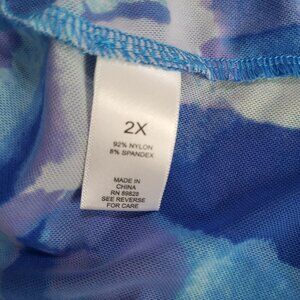 2X
92% NYLON
8% SPANDEX
MADE IN
CHINA
RN 89828
SEE REVERSE
FOR CARE